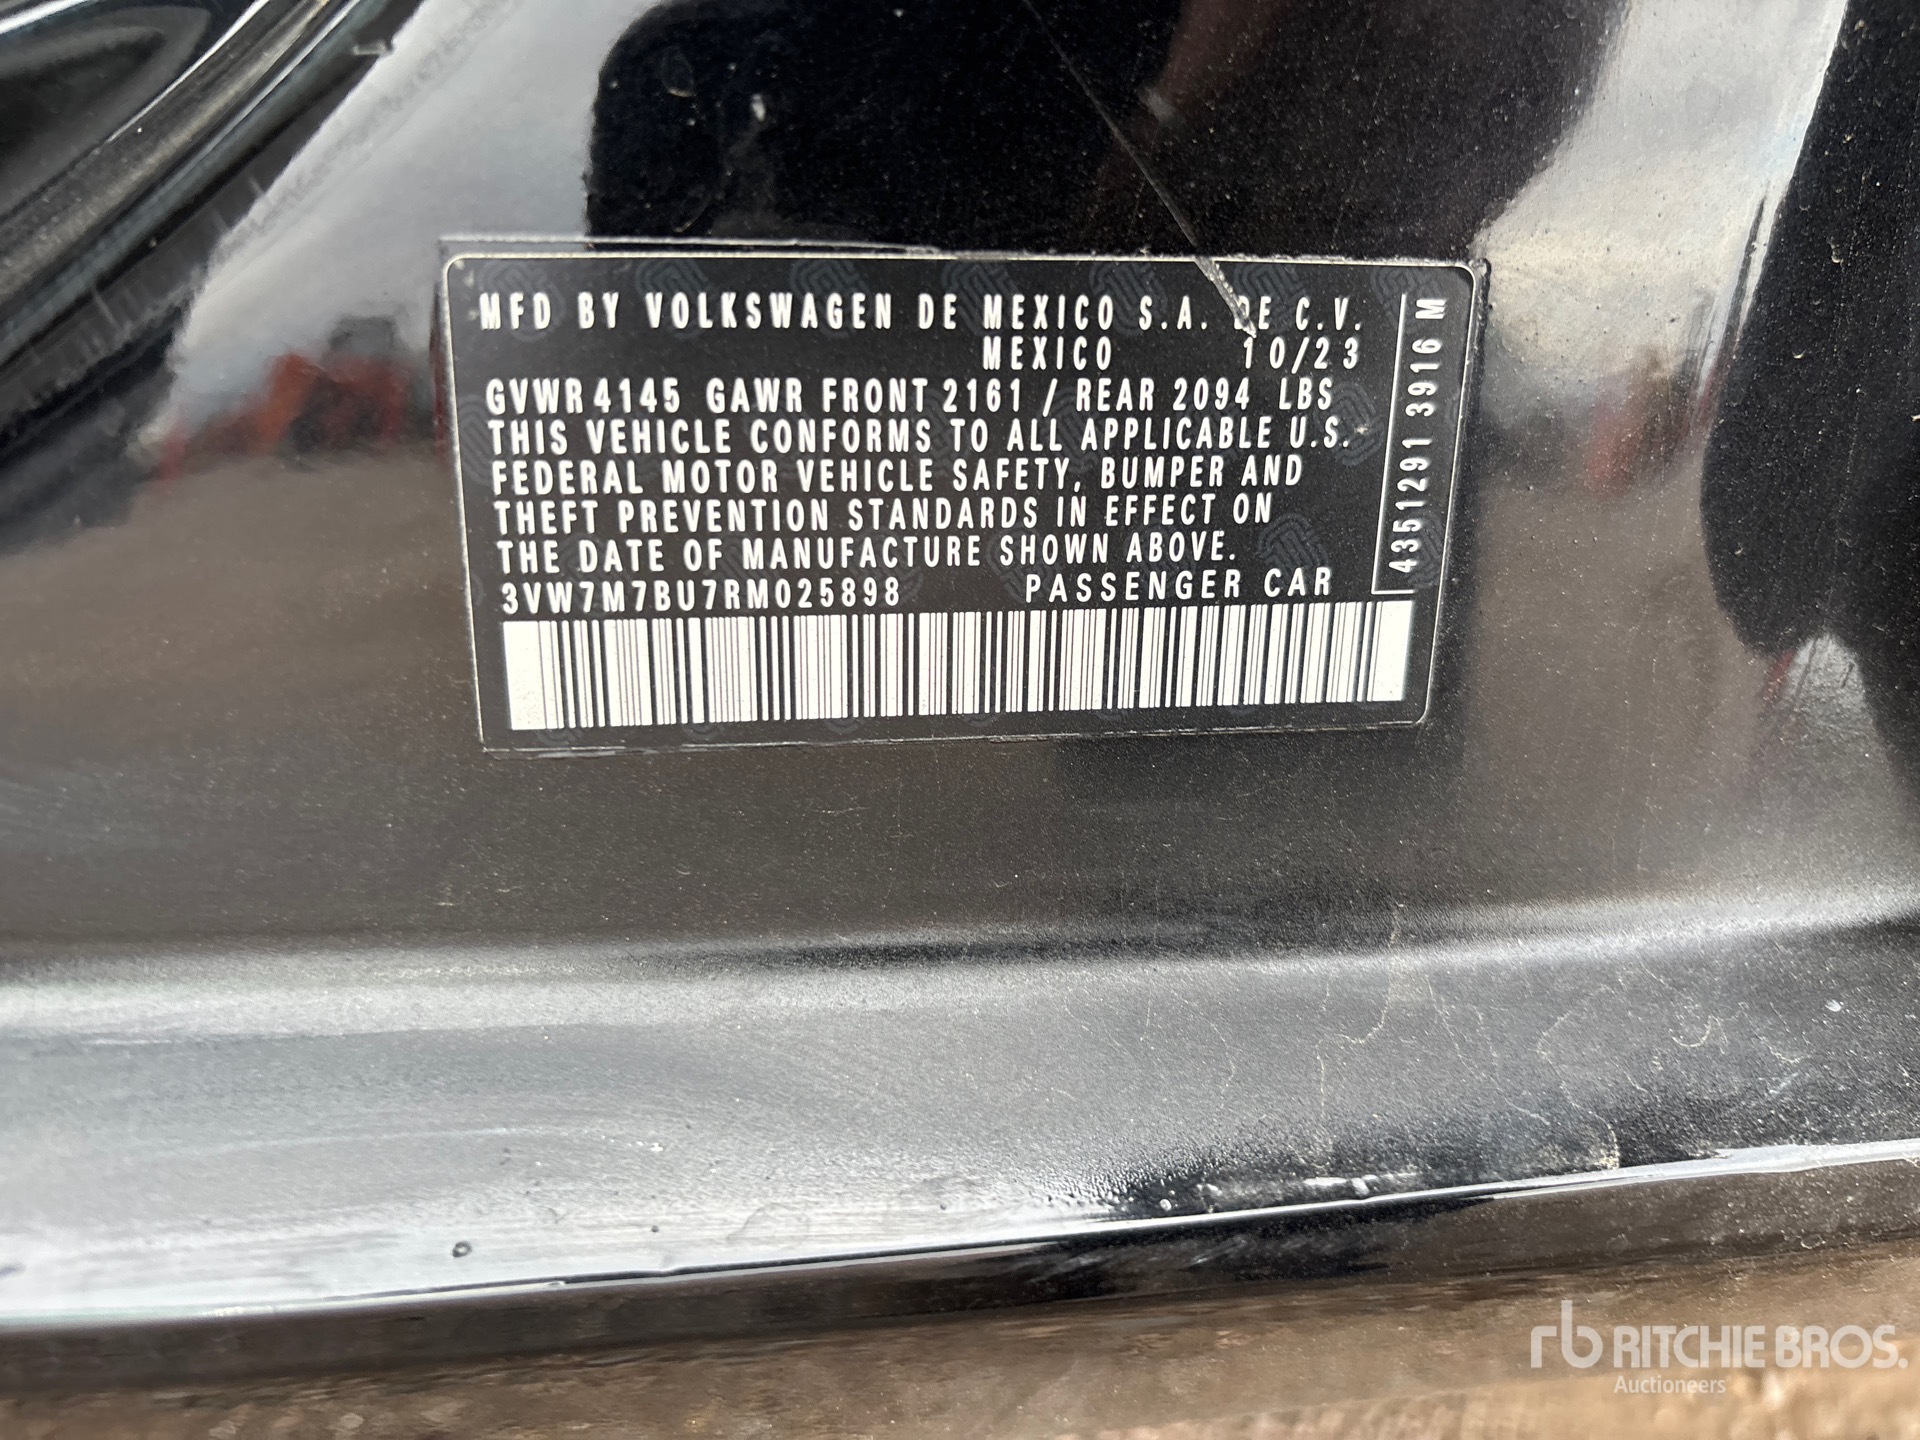 MFD BY VOLKSWAGEN DE MEXICO S.A. DE C.V.
MEXICO 10/23
GVWR 4145 GAWR FRONT 2161 / REAR 2094 LBS
THIS VEHICLE CONFORMS TO ALL APPLICABLE U.S.
FEDERAL MOTOR VEHICLE SAFETY, BUMPER AND
THEFT PREVENTION STANDARDS IN EFFECT ON
THE DATE OF MANUFACTURE SHOWN ABOVE.
3VW7M7BU7RM025898 PASSENGER CAR
4351291 3916 M
rb RITCHIE BROS.
Auctioneers